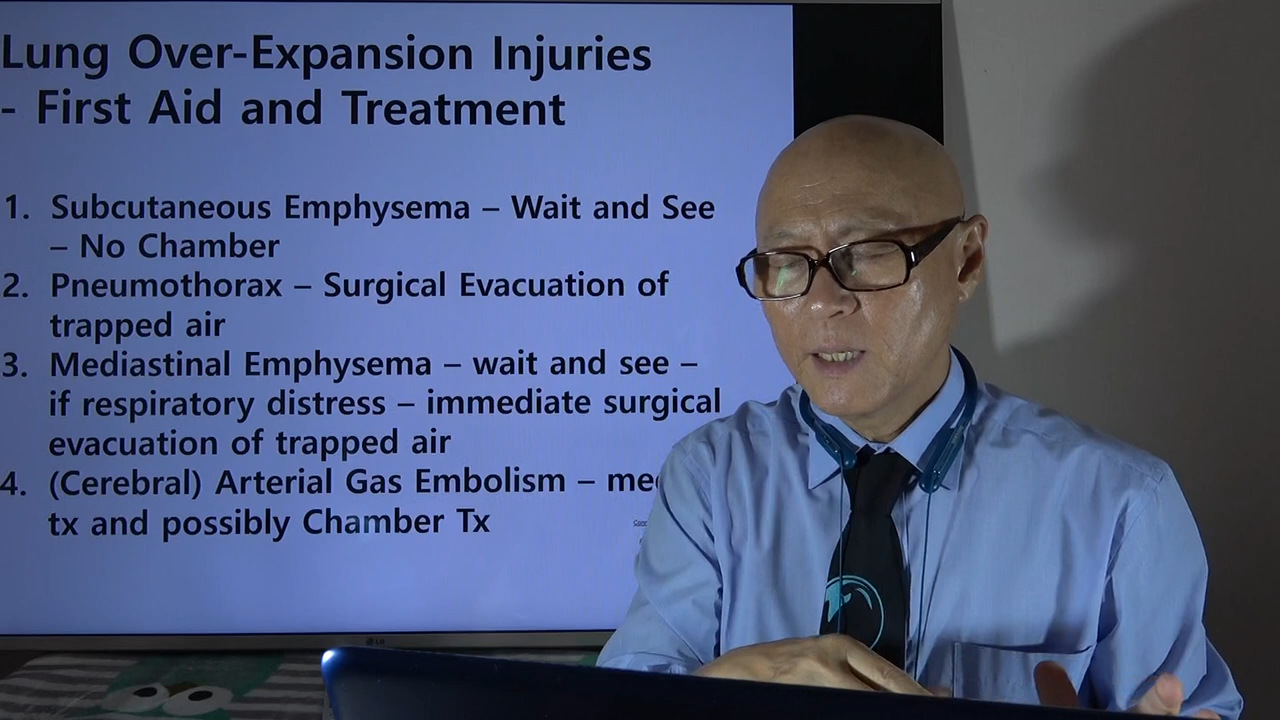 Lung Over-Expansion Injuries
- First Aid and Treatment
1. Subcutaneous Emphysema – Wait and See
– No Chamber
2. Pneumothorax – Surgical Evacuation of
trapped air
3. Mediastinal Emphysema – wait and see –
if respiratory distress – immediate surgical
evacuation of trapped air
4. (Cerebral) Arterial Gas Embolism –
tx and possibly Chamber Tx
LG